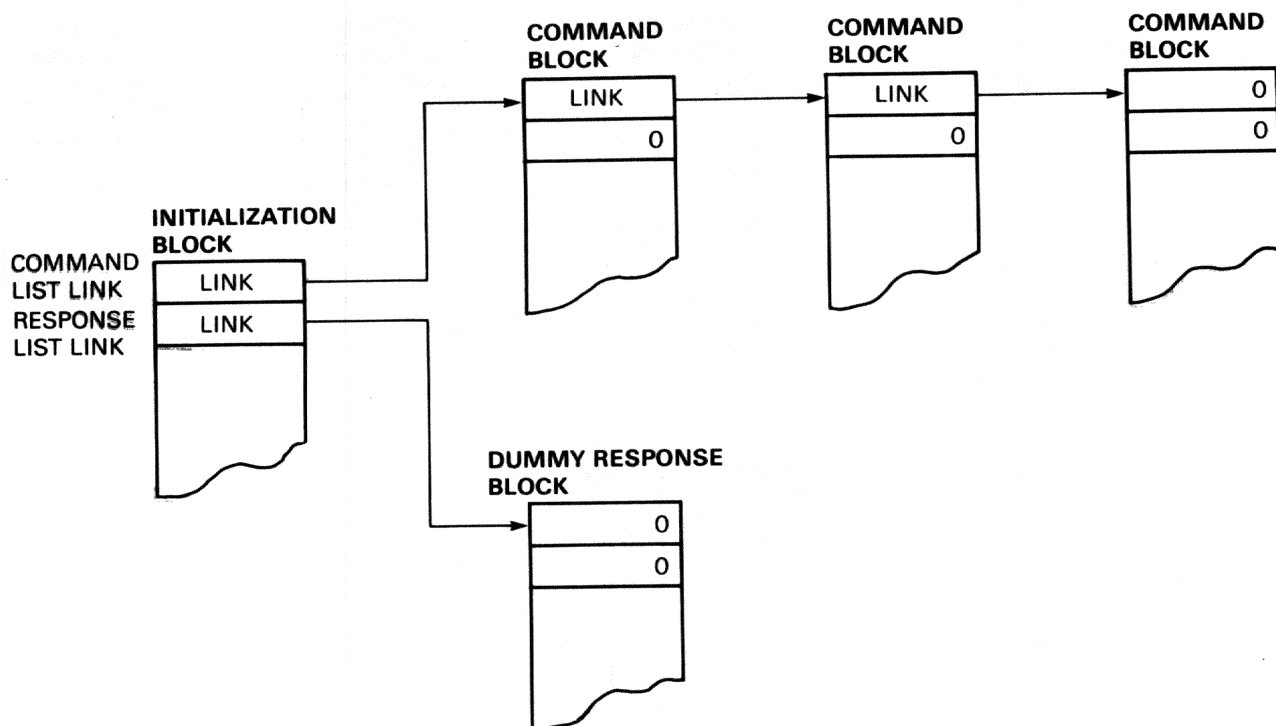 COMMAND
BLOCK
LINK
0
COMMAND
BLOCK
LINK
0
COMMAND
BLOCK
0
0
INITIALIZATION
BLOCK
COMMAND
LIST LINK
LINK
RESPONSE
LIST LINK
LINK
DUMMY RESPONSE
BLOCK
0
0